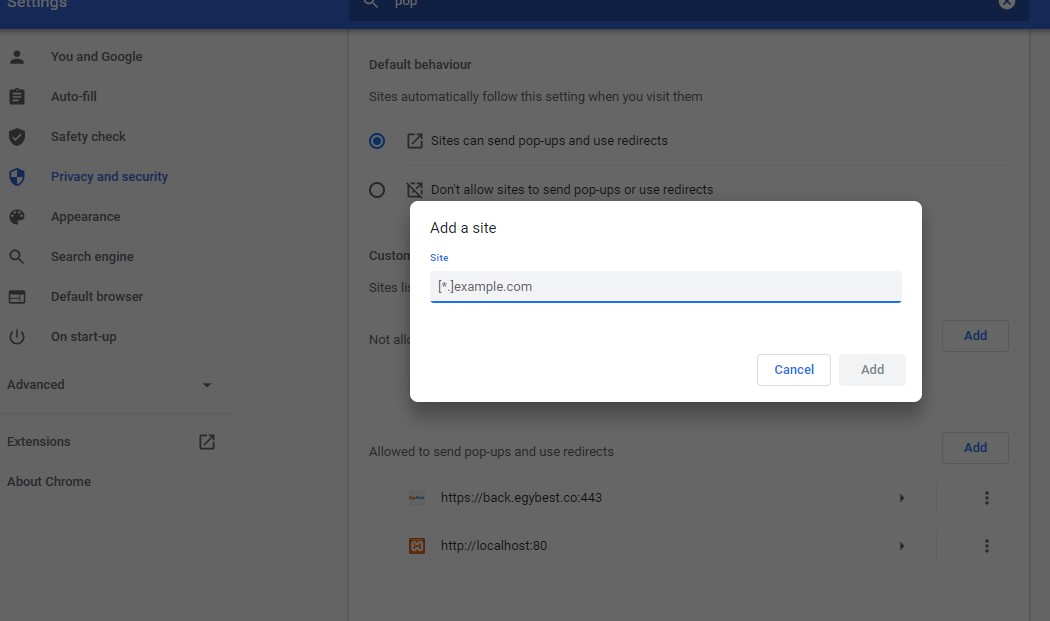 Settings
pop
You and Google
Auto-fill
Safety check
Privacy and security
Appearance
Search engine
Default browser
On start-up
Advanced
Extensions
About Chrome
Default behaviour
Sites automatically follow this setting when you visit them
Sites can send pop-ups and use redirects
Don't allow sites to send pop-ups or use redirects
Custom
Sites lis
Not allo
Add
Add a site
Site
[*.]example.com
Cancel
Add
Allowed to send pop-ups and use redirects
Add
https://back.egybest.co:443
http://localhost:80